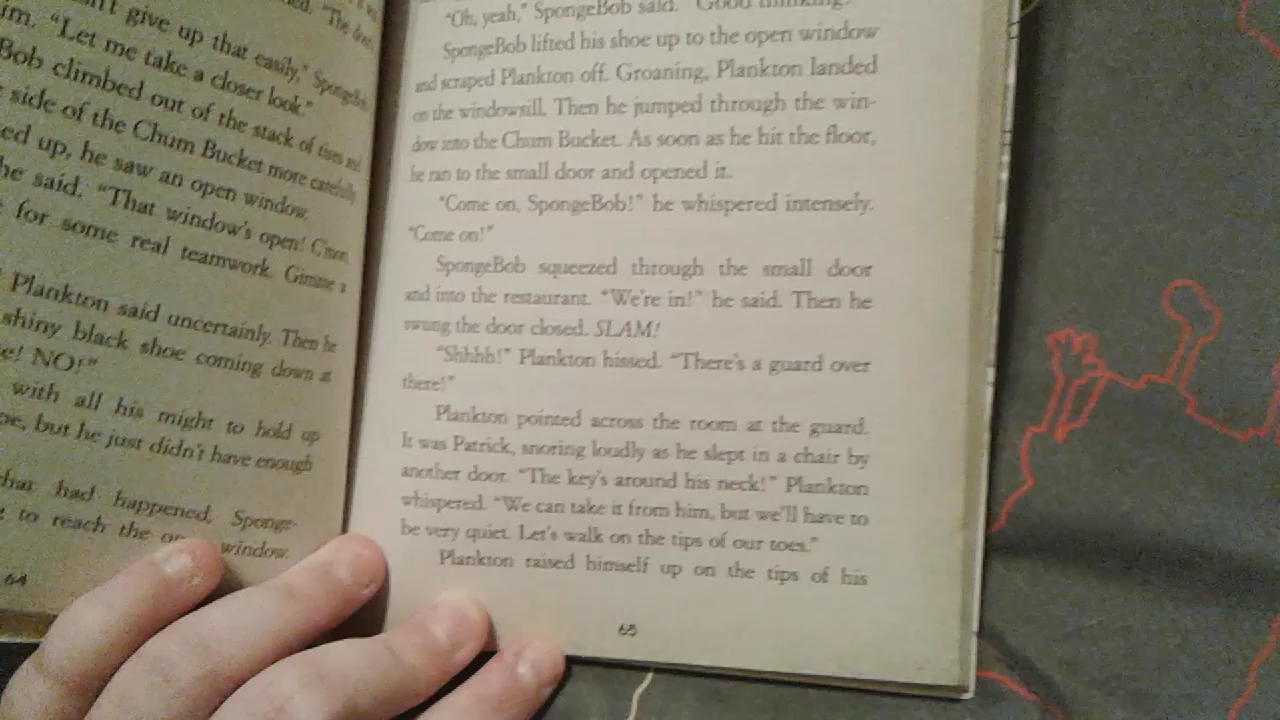 n't give up that easily," SpongeBob
im. "Let me take a closer look."
Bob climbed out of the stack of tires and
side of the Chum Bucket more carefully
ed up, he saw an open window.
he said. "That window's open! C'mon,
for some real teamwork. Gimme a
Plankton said uncertainly. Then he
shiny black shoe coming down at
e! NO!"
with all his might to hold up
oe, but he just didn't have enough
what had happened, Sponge-
to reach the op window.
64
"Oh, yeah," SpongeBob said. "Good thinking!
SpongeBob lifted his shoe up to the open window
and scraped Plankton off. Groaning, Plankton landed
on the windowsill. Then he jumped through the win-
dow into the Chum Bucket. As soon as he hit the floor,
he ran to the small door and opened it.
"Come on, SpongeBob!" he whispered intensely.
"Come on!"
SpongeBob squeezed through the small door
and into the restaurant. "We're in!" he said. Then he
swung the door closed. SLAM!
"Shhhh!" Plankton hissed. "There's a guard over
there!"
Plankton pointed across the room at the guard.
It was Patrick, snoring loudly as he slept in a chair by
another door. "The key's around his neck!" Plankton
whispered. "We can take it from him, but we'll have to
be very quiet. Let's walk on the tips of our toes."
Plankton raised himself up on the tips of his
65